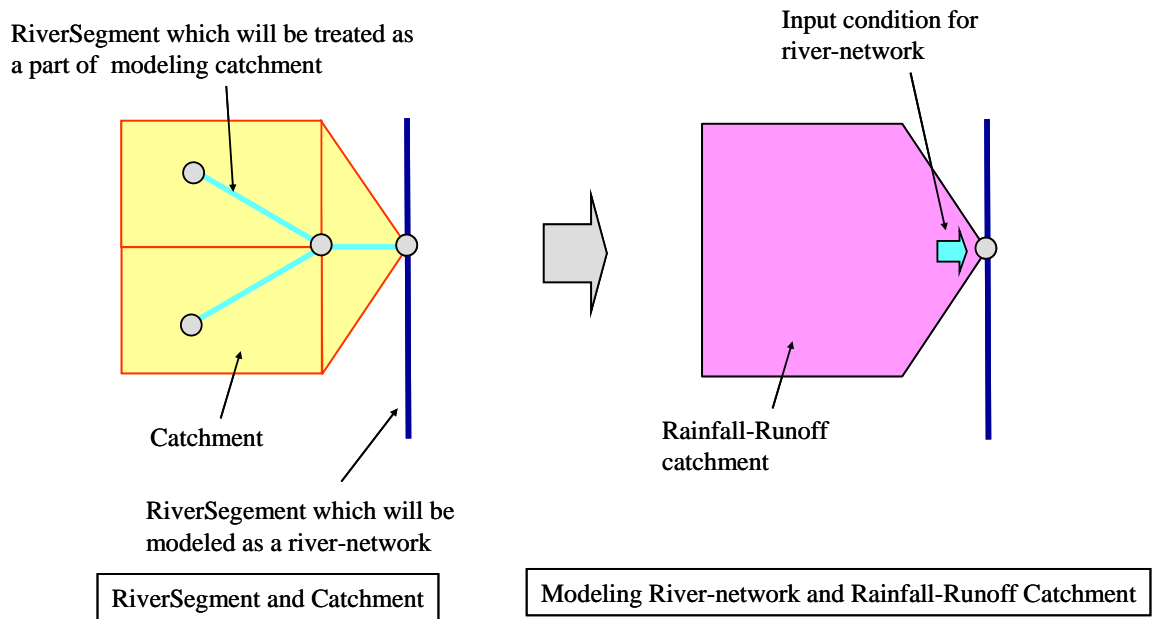 RiverSegment which will be treated as
a part of  modeling catchment
Input condition for
river-network
Catchment
RiverSegement which will be
modeled as a river-network
Rainfall-Runoff
catchment
RiverSegment and Catchment
Modeling River-network and Rainfall-Runoff Catchment